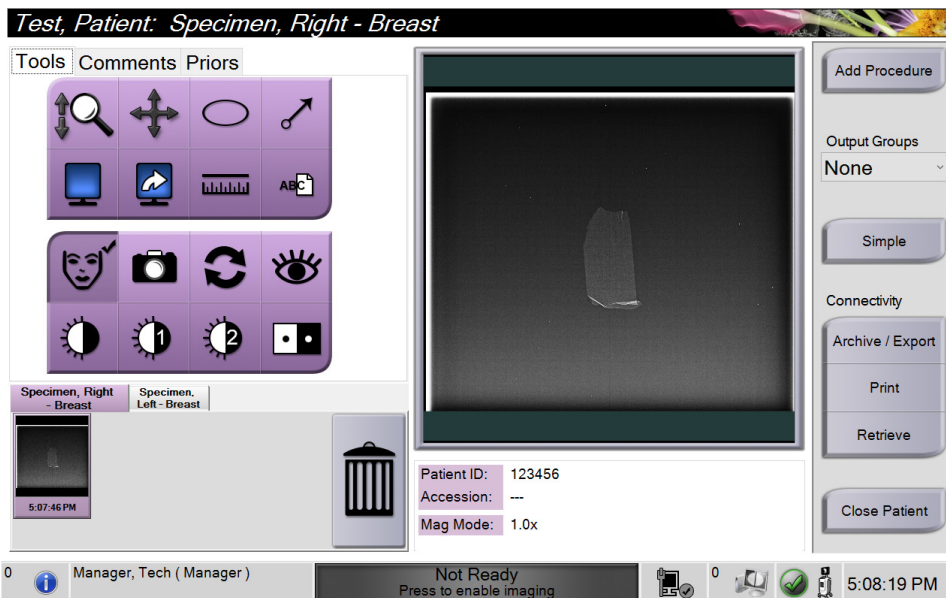 Test, Patient:  Specimen, Right - Breast
Tools Comments Priors
ABC
1
2
Specimen, Right
- Breast
Specimen,
Left - Breast
5:07:46 PM
Patient ID: 123456
Accession: ---
Mag Mode: 1.0x
Add Procedure
Output Groups
None
Simple
Connectivity
Archive / Export
Print
Retrieve
Close Patient
0
Manager, Tech ( Manager )
Not Ready
Press to enable imaging
0
5:08:19 PM